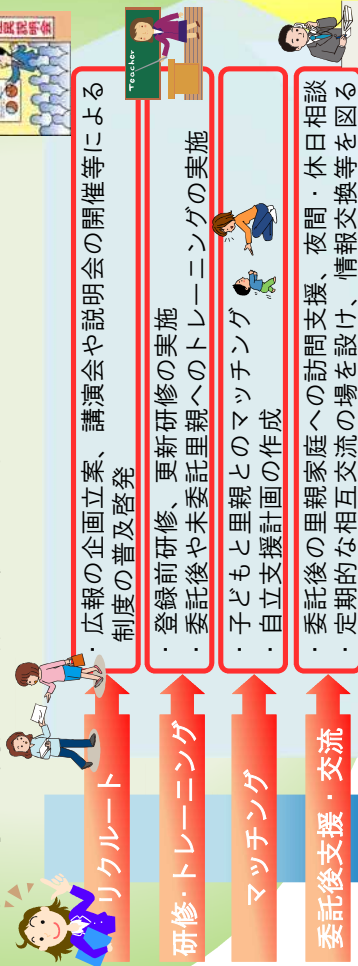 住民説明会
Teacher
リクルート
・広報の企画立案、講演会や説明会の開催等による
制度の普及啓発
研修・トレーニング
・登録前研修、更新研修の実施
・委託後や未委託里親へのトレーニングの実施
マッチング
・子どもと里親とのマッチング
・自立支援計画の作成
委託後支援・交流
・委託後の里親家庭への訪問支援、夜間・休日相談
・定期的な相互交流の場を設け、情報交換等を図る